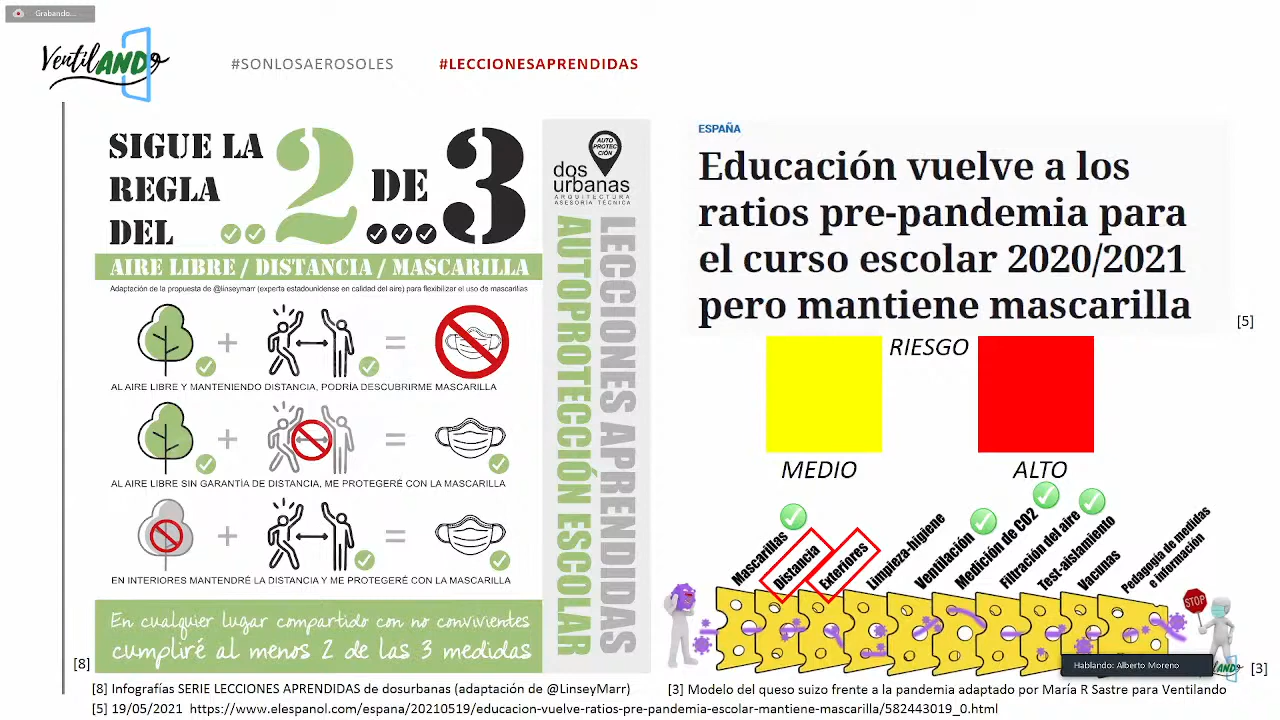 Grabando...
VentilANDo
#SONLOSAEROSOLES
#LECCIONESAPRENDIDAS
SIGUE LA
REGLA
DEL
2 DE 3
AIRE LIBRE / DISTANCIA / MASCARILLA
Adaptación de la propuesta de @linseymarr (experta estadounidense en calidad del aire) para flexibilizar el uso de mascarillas
AL AIRE LIBRE Y MANTENIENDO DISTANCIA, PODRÍA DESCUBRIRME MASCARILLA
AL AIRE LIBRE SIN GARANTÍA DE DISTANCIA, ME PROTEGERÉ CON LA MASCARILLA
EN INTERIORES MANTENDRÉ LA DISTANCIA Y ME PROTEGERÉ CON LA MASCARILLA
En cualquier lugar compartido con no convivientes
cumpliré al menos 2 de las 3 medidas
[8]
AUTO
PROTEC
CIÓN
dos
urbanas
ARQUITECTURA
ASESORÍA TÉCNICA
LECCIONES APRENDIDAS
AUTOPROTECCIÓN ESCOLAR
ESPAÑA
Educación vuelve a los
ratios pre-pandemia para
el curso escolar 2020/2021
pero mantiene mascarilla
[5]
RIESGO
MEDIO
ALTO
Mascarillas
Distancia
Exteriores
Limpieza-higiene
Ventilación
Medición de CO2
Filtración del aire
Test-aislamiento
Vacunas
Pedagogía de medidas
e información
STOP
Hablando: Alberto Moreno
[3]
[8] Infografías SERIE LECCIONES APRENDIDAS de dosurbanas (adaptación de @LinseyMarr)
[3] Modelo del queso suizo frente a la pandemia adaptado por María R Sastre para Ventilando
[5] 19/05/2021 https://www.elespanol.com/espana/20210519/educacion-vuelve-ratios-pre-pandemia-escolar-mantiene-mascarilla/582443019_0.html